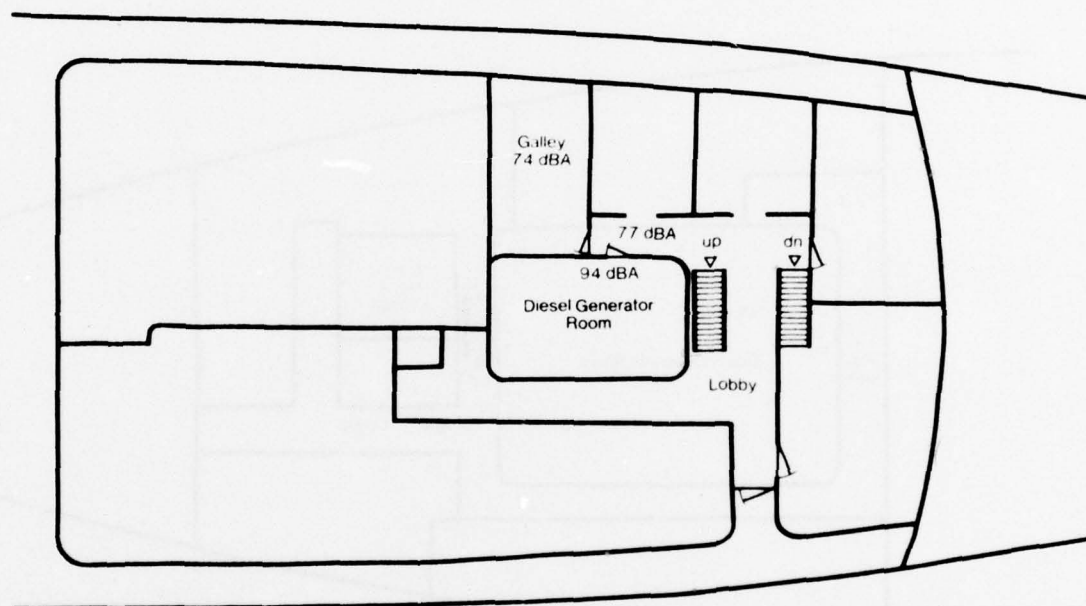 Galley
74 dBA
77 dBA
up
dn
94 dBA
Diesel Generator
Room
Lobby